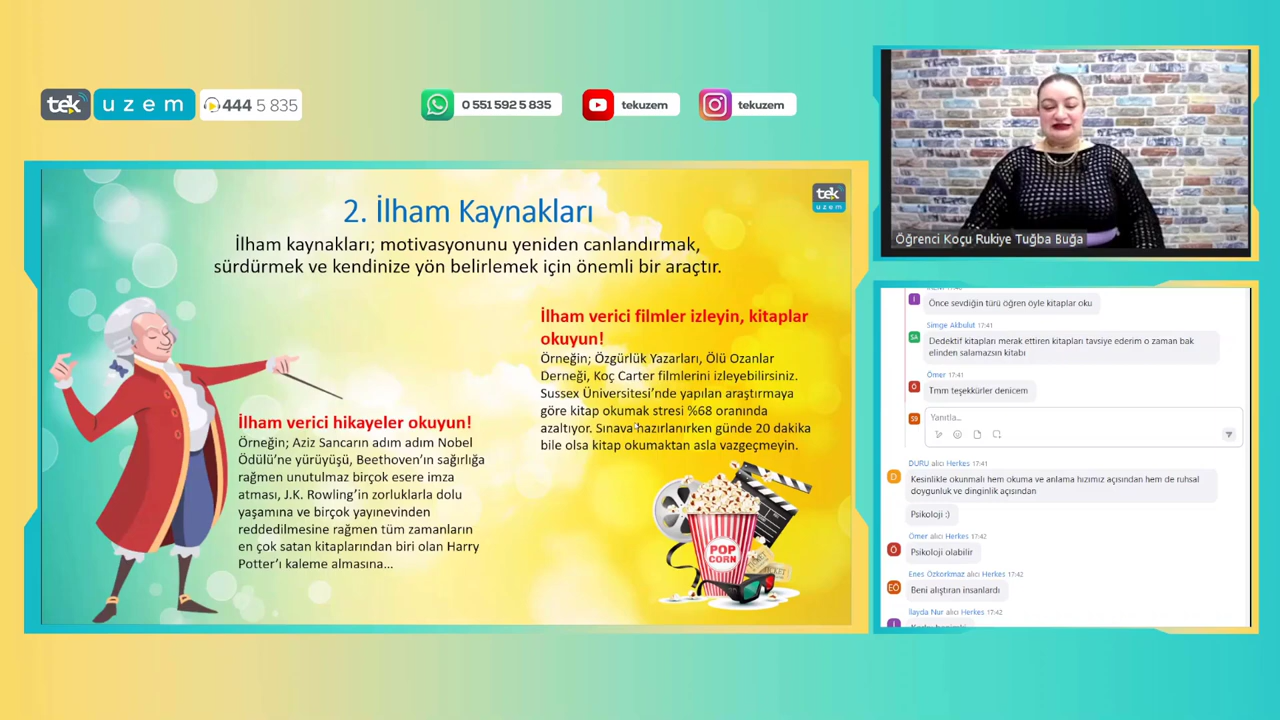 tek
uzem
444 5 835
0 551 592 5 835
tekuzem
tekuzem
Öğrenci Koçu Rukiye Tuğba Buğa
tek
uzem
2. İlham Kaynakları
İlham kaynakları; motivasyonunu yeniden canlandırmak,
sürdürmek ve kendinize yön belirlemek için önemli bir araçtır.
İlham verici filmler izleyin, kitaplar
okuyun!
Örneğin; Özgürlük Yazarları, Ölü Ozanlar
Derneği, Koç Carter filmlerini izleyebilirsiniz.
Sussex Üniversitesi'nde yapılan araştırmaya
göre kitap okumak stresi %68 oranında
azaltıyor. Sınava hazırlanırken günde 20 dakika
bile olsa kitap okumaktan asla vazgeçmeyin.
İlham verici hikayeler okuyun!
Örneğin; Aziz Sancarın adım adım Nobel
Ödülü'ne yürüyüşü, Beethoven'ın sağırlığa
rağmen unutulmaz birçok esere imza
atması, J.K. Rowling'in zorluklarla dolu
yaşamına ve birçok yayınevinden
reddedilmesine rağmen tüm zamanların
en çok satan kitaplarından biri olan Harry
Potter'ı kaleme almasına...
POP
CORN
TICKET
I
Önce sevdiğin türü öğren öyle kitaplar oku
Simge Akbulut 17:41
SA
Dedektif kitapları merak ettiren kitapları tavsiye ederim o zaman bak
elinden salamazsın kitabı
Ömer 17:41
Ö
Tmm teşekkürler denicem
S9
Yanıtla...
DURU alıcı Herkes 17:41
D
Kesinlikle okunmalı hem okuma ve anlama hızımız açısından hem de ruhsal
doygunluk ve dinginlik açısından
Psikoloji :)
Ömer alıcı Herkes 17:42
Ö
Psikoloji olabilir
Enes Özkorkmaz alıcı Herkes 17:42
EÖ
Beni alıştıran insanlardı
İlayda Nur alıcı Herkes 17:42